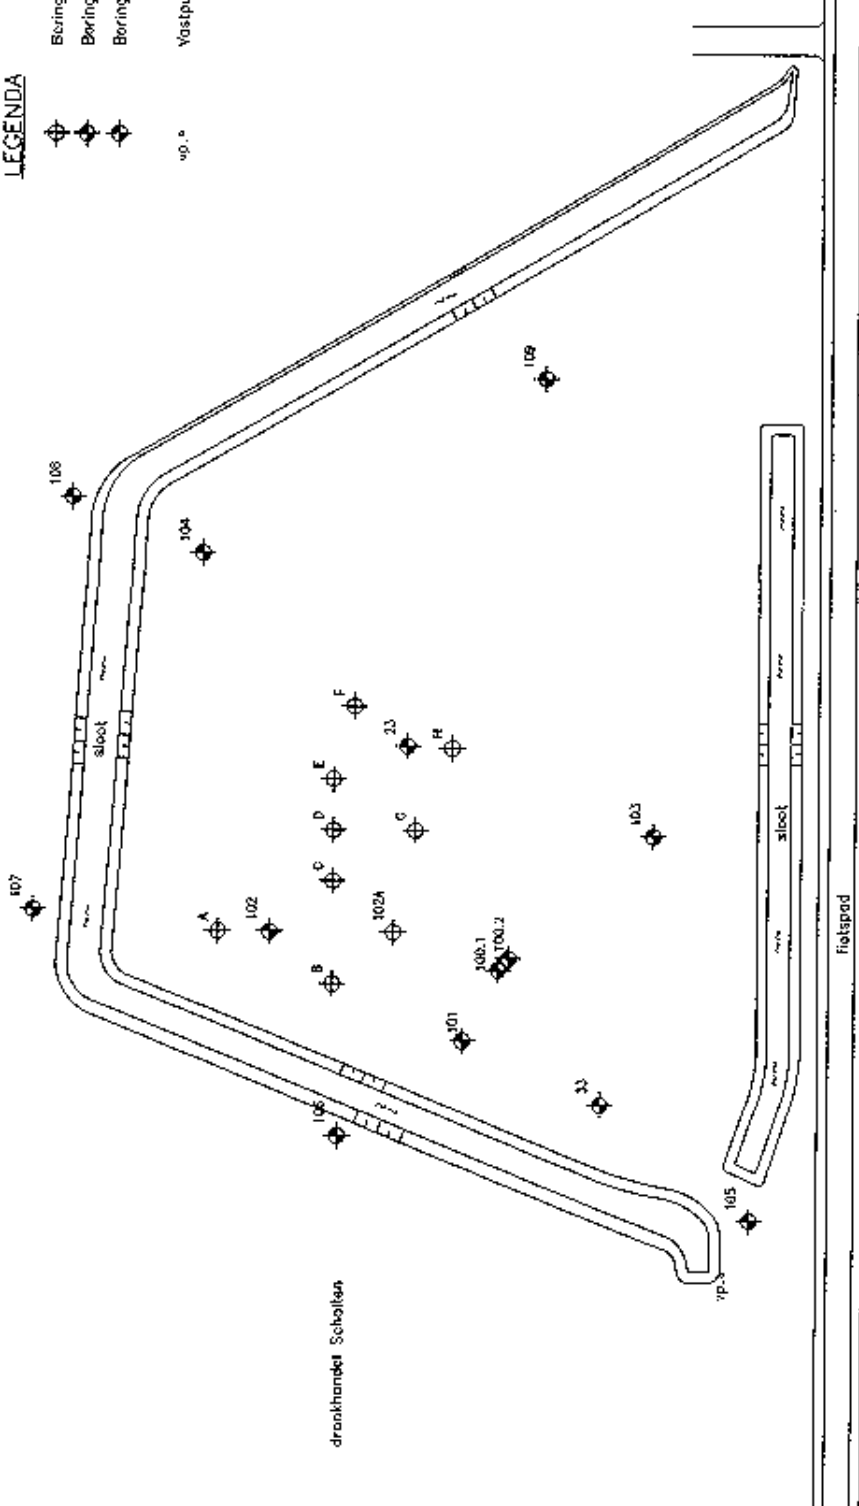 LEGENDA
Boring
Boring
Boring
vp.
Vastpu
107
108
104
sloot
A
102
B
C
D
E
F
23
H
G
102A
100.1
100.2
101
33
103
109
106
105
vp.
sloot
drankhandel Scholten
fietspad